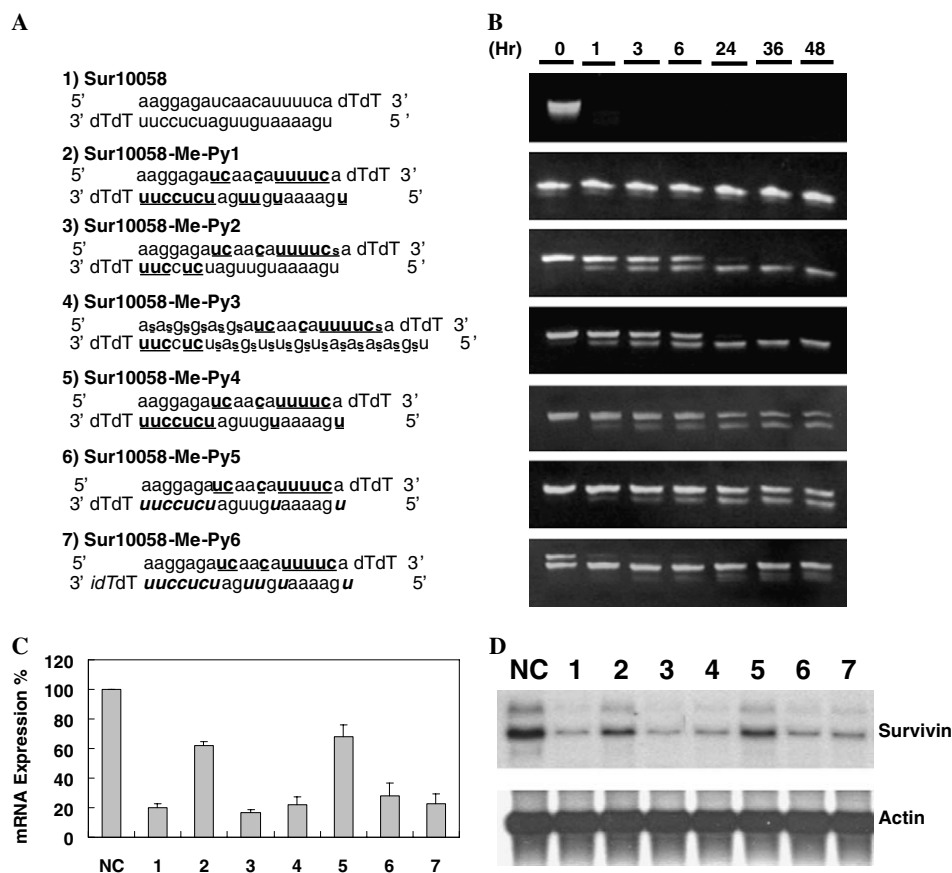 A
1) Sur10058
5' aaggagaucaacauuuuca dTdT 3'
3' dTdT uuccucuaguuguaaaagu 5'
2) Sur10058-Me-Py1
5' aaggagaucaacauuuuca dTdT 3'
3' dTdT uuccucuaguuguaaaagu 5'
3) Sur10058-Me-Py2
5' aaggagaucaacauuuucsa dTdT 3'
3' dTdT uuccucuaguuguaaaagu 5'
4) Sur10058-Me-Py3
5' asasgsgsasgsaucaacauuuucsa dTdT 3'
3' dTdT uuccucusasgsususgsusasasasasgsu 5'
5) Sur10058-Me-Py4
5' aaggagaucaacauuuuca dTdT 3'
3' dTdT uuccucuaguuguaaaagu 5'
6) Sur10058-Me-Py5
5' aaggagaucaacauuuuca dTdT 3'
3' dTdT uuccucuaguuguaaaagu 5'
7) Sur10058-Me-Py6
5' aaggagaucaacauuuuca dTdT 3'
3' idTdT uuccucuaguuguaaaagu 5'
B
(Hr) 0 1 3 6 24 36 48
C
mRNA Expression %
120
100
80
60
40
20
0
NC 1 2 3 4 5 6 7
D
NC 1 2 3 4 5 6 7
Survivin
Actin